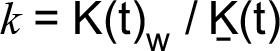 k = K(t)w / K̲(t)